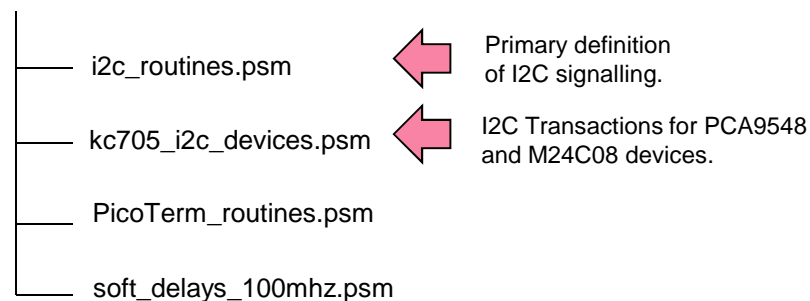 i2c_routines.psm
Primary definition
of I2C signalling.
kc705_i2c_devices.psm
I2C Transactions for PCA9548
and M24C08 devices.
PicoTerm_routines.psm
soft_delays_100mhz.psm